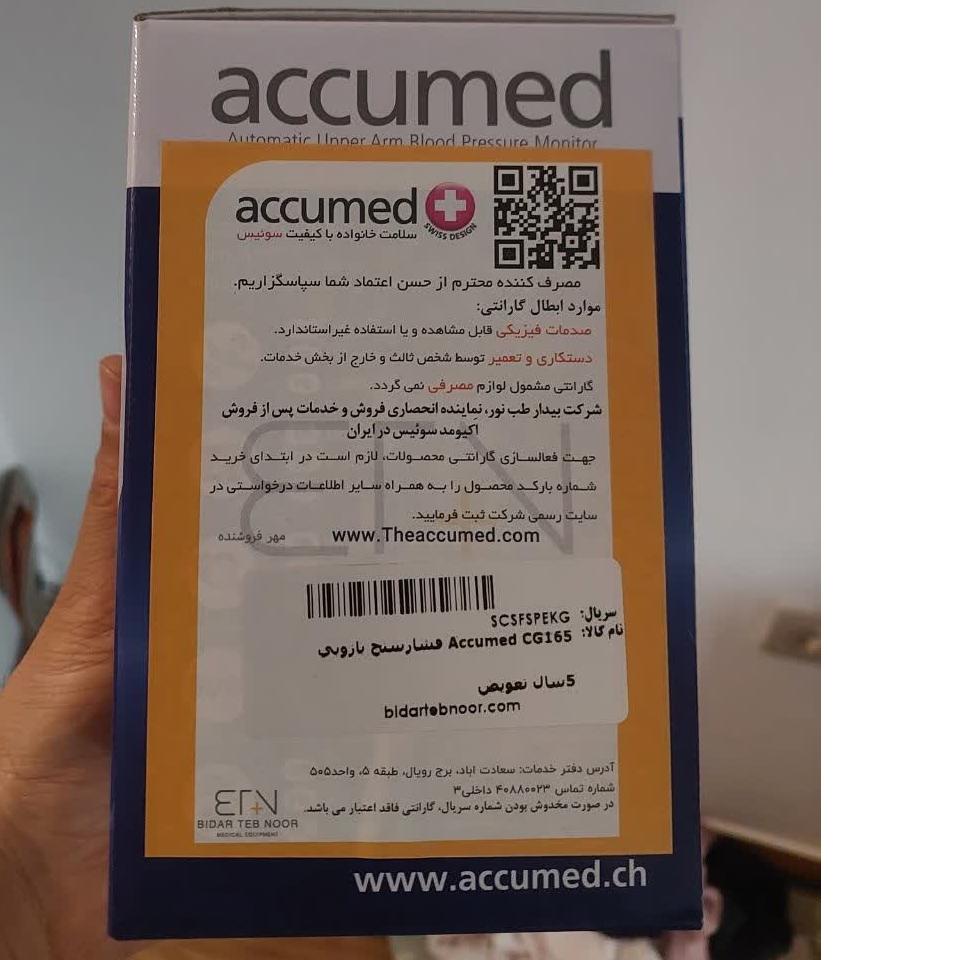 accumed
Automatic Upper Arm Blood Pressure Monitor
accumed
SWISS DESIGN
سلامت خانواده با کیفیت سوئیس
مصرف کننده محترم از حسن اعتماد شما سپاسگزاریم.
موارد ابطال گارانتی:
صدمات فیزیکی قابل مشاهده و یا استفاده غیراستاندارد.
دستکاری و تعمیر توسط شخص ثالث و خارج از بخش خدمات.
گارانتی مشمول لوازم مصرفی نمی گردد.
شرکت بیدار طب نور، نماینده انحصاری فروش و خدمات پس از فروش
اکیومد سوئیس در ایران
جهت فعالسازی گارانتی محصولات، لازم است در ابتدای خرید
شماره بارکد محصول را به همراه سایر اطلاعات درخواستی در
سایت رسمی شرکت ثبت فرمایید.
www.Theaccumed.com مهر فروشنده
سریال: SCSFSPEKG
نام کالا: Accumed CG165 فشارسنج بازویی
5سال تعویض
bidartebnoor.com
آدرس دفتر خدمات: سعادت اباد، برج رویال، طبقه ۵، واحد۵۰۵
شماره تماس ۴۰۸۸۰۰۲۳ داخلی۳
در صورت مخدوش بودن شماره سریال، گارانتی فاقد اعتبار می باشد.
BIDAR TEB NOOR
MEDICAL EQUIPMENT
www.accumed.ch